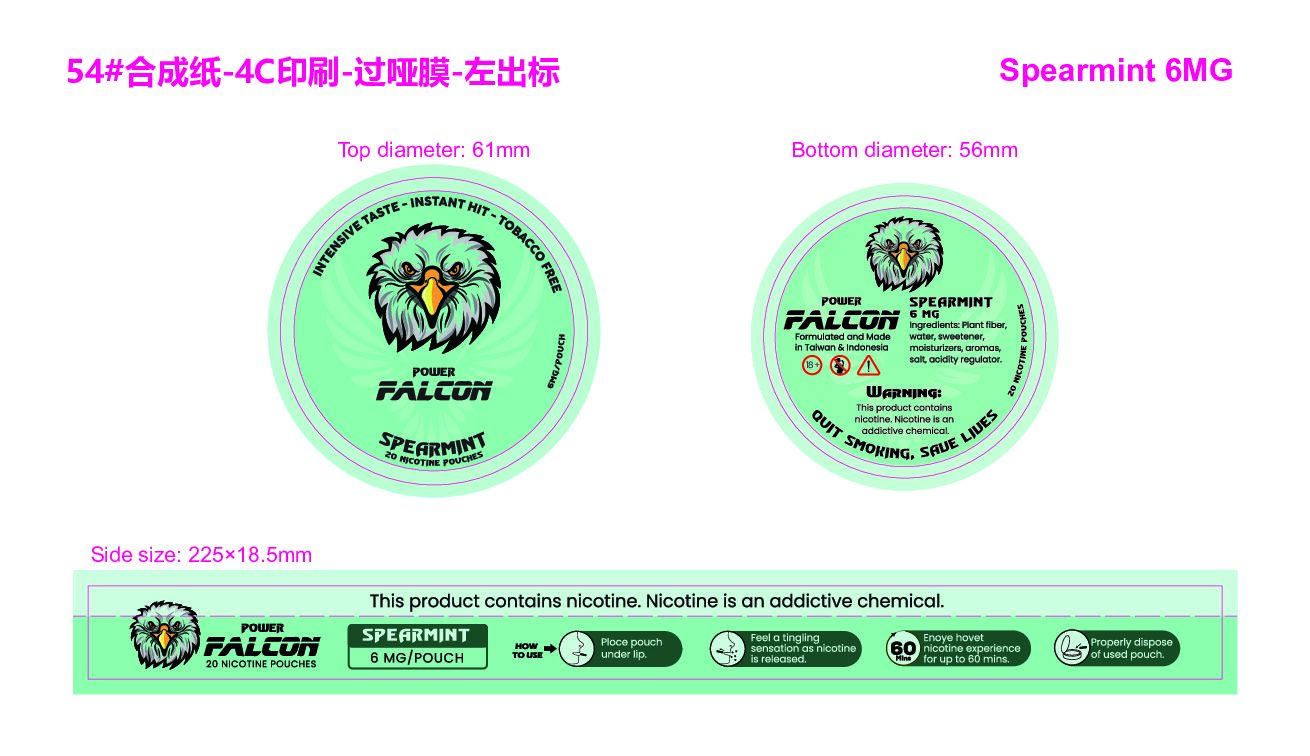 54#合成纸-4C印刷-过哑膜-左出标
Spearmint 6MG
Top diameter: 61mm
Bottom diameter: 56mm
INTENSIVE TASTE - INSTANT HIT - TOBACCO FREE
6MG/POUCH
POWER
FALCON
SPEARMINT
20 NICOTINE POUCHES
POWER
FALCON
Formulated and Made
in Taiwan & Indonesia
18+
SPEARMINT
6 MG
Ingredients: Plant fiber,
water, sweetener,
moisturizers, aromas,
salt, acidity regulator.
20 NICOTINE POUCHES
WARNING:
This product contains
nicotine. Nicotine is an
addictive chemical.
QUIT SMOKING, SAVE LIVES
Side size: 225×18.5mm
This product contains nicotine. Nicotine is an addictive chemical.
POWER
FALCON
20 NICOTINE POUCHES
SPEARMINT
6 MG/POUCH
HOW
TO USE
Ploce pouch
under lip.
Feel a tingling
sensation as nicotine
is released.
60
Mins
Enoye hovet
nicotine experience
for up to 60 mins.
Properly dispose
of used pouch.